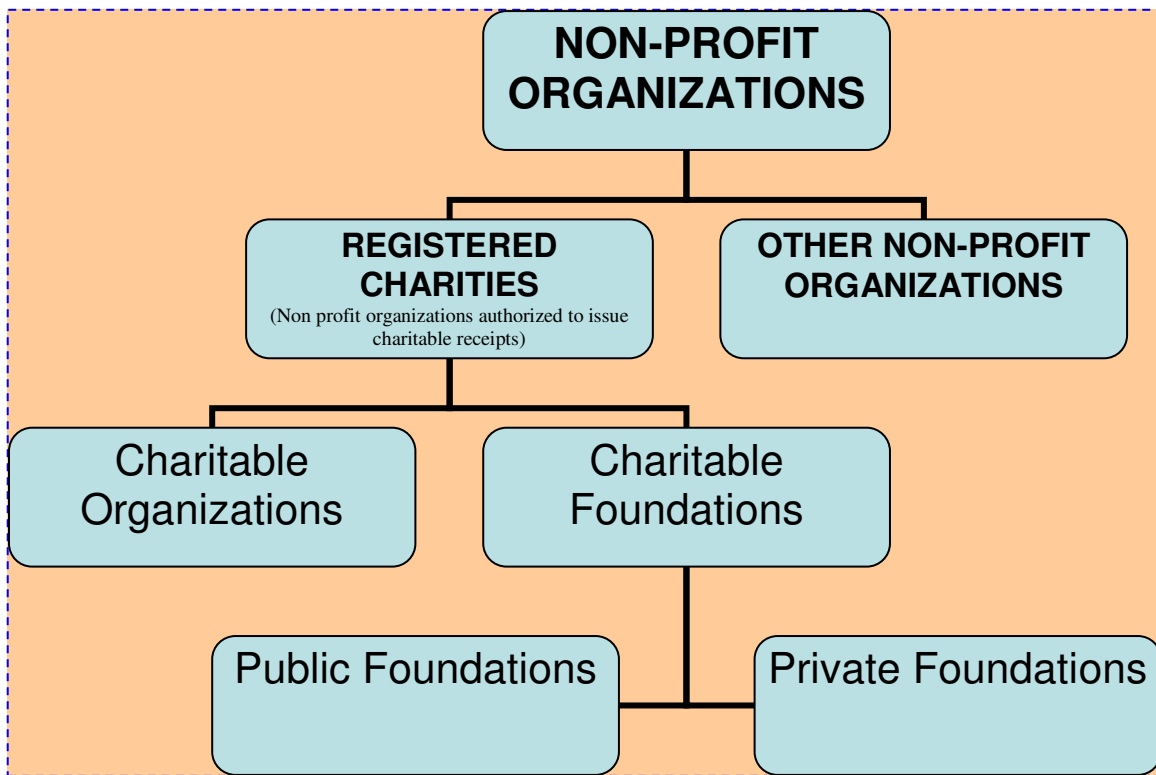 NON-PROFIT
ORGANIZATIONS
REGISTERED
CHARITIES
(Non profit organizations authorized to issue
charitable receipts)
OTHER NON-PROFIT
ORGANIZATIONS
Charitable
Organizations
Charitable
Foundations
Public Foundations
Private Foundations